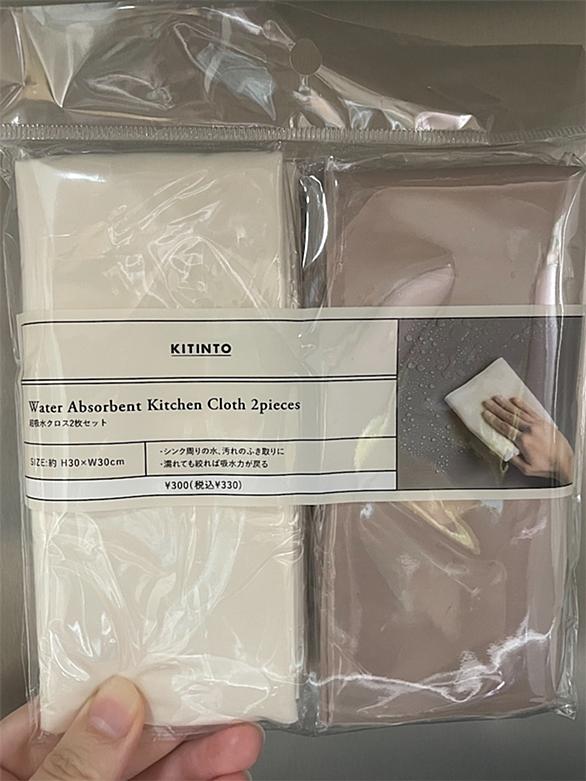 KITINTO
Water Absorbent Kitchen Cloth 2pieces
超吸水クロス2枚セット
SIZE:約 H30×W30cm
・シンク周りの水、汚れのふき取りに
・濡れても絞れば吸水力が戻る
¥300(税込¥330)